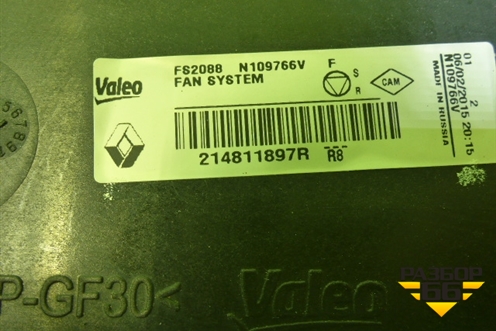 Valeo
FS2088 N109766V
FAN SYSTEM
F
S
R
CAM
01 2
06/02/2015 20:15
N109766V
MADE IN RUSSIA
214811897R R8
P-GF30<
Valeo
РАЗБОР
66